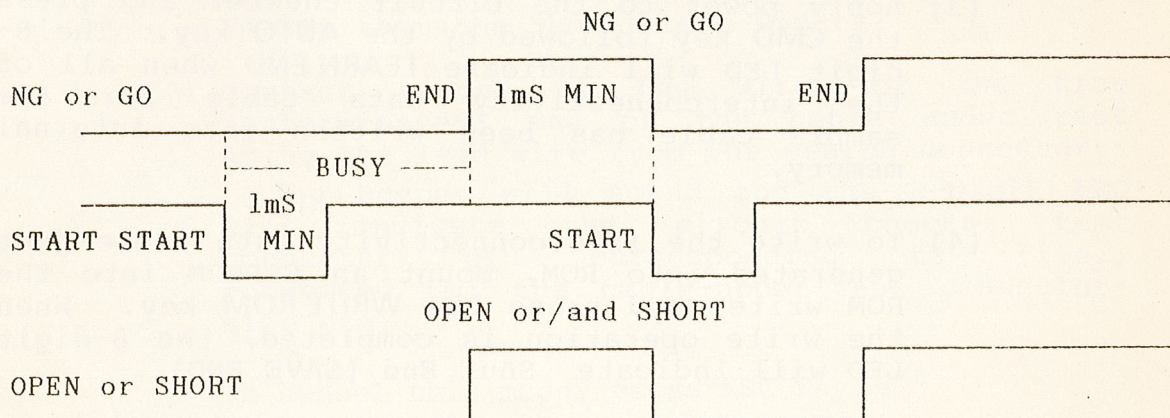 NG or GO
NG or GO END 1mS MIN END
BUSY
1mS
START START MIN START
OPEN or/and SHORT
OPEN or SHORT